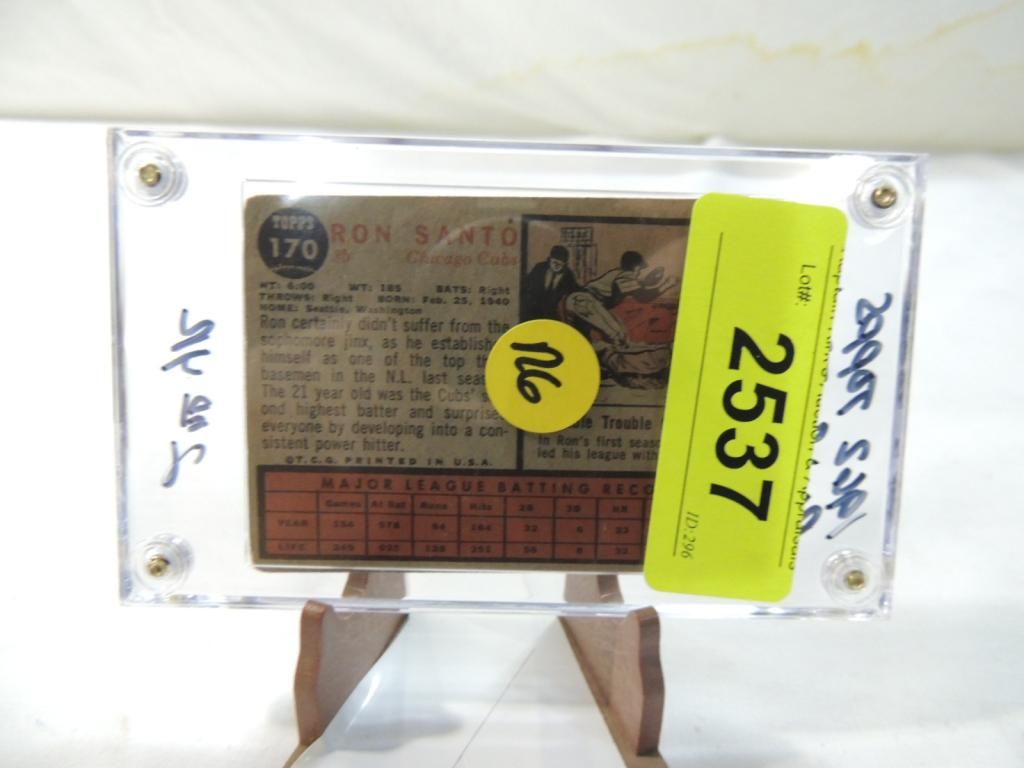 TOPPS
170
RON SANTO
3b Chicago Cubs
HT: 6:00 WT: 185 BATS: Right
THROWS: Right BORN: Feb. 25, 1940
HOME: Seattle, Washington
Ron certainly didn't suffer from the
sophomore jinx, as he establish
himself as one of the top th
basemen in the N.L. last seas
The 21 year old was the Cubs' s
ond highest batter and surprise
everyone by developing into a con-
sistent power hitter.
©T.C.G. PRINTED IN U.S.A.
Trouble
In Ron's first seaso
led his league with
MAJOR LEAGUE BATTING RECO
Games At Bat Runs Hits 2B 3B HR
YEAR 154 578 84 164 32 6 23
LIFE 249 925 128 251 56 8 32
Lot#:
2537
ID:296